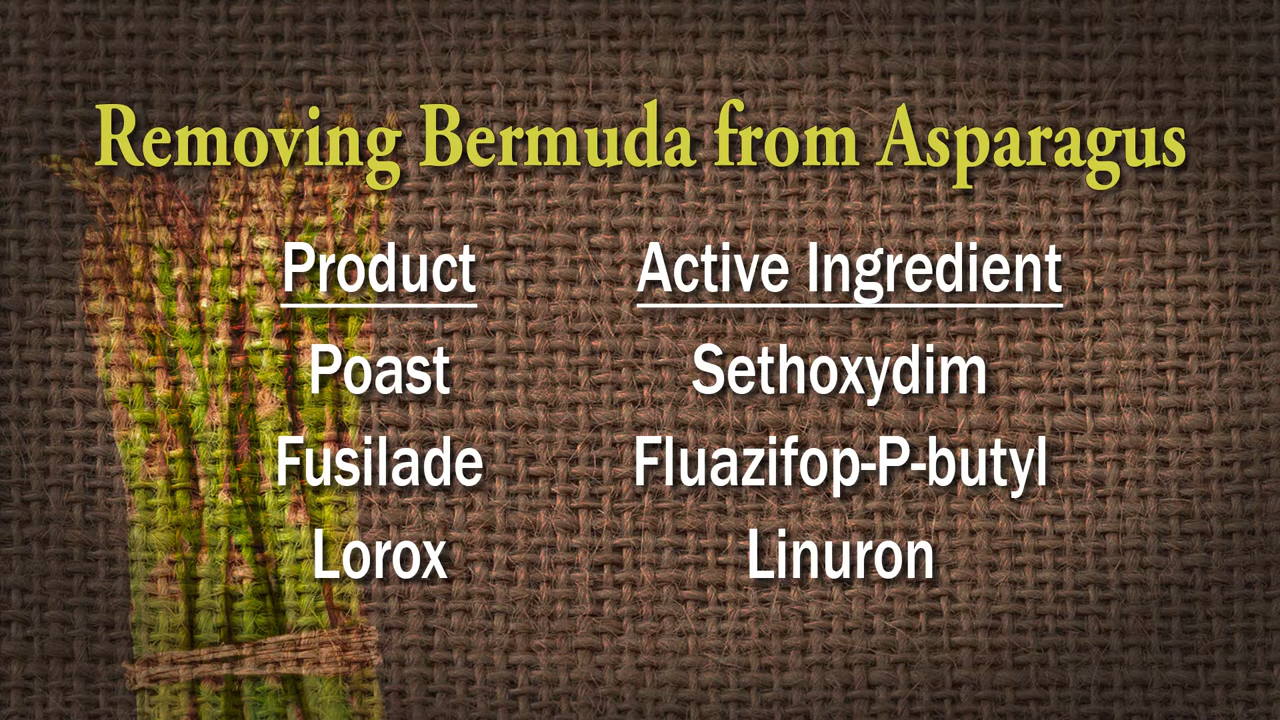 Removing Bermuda from Asparagus
Product Active Ingredient
Poast Sethoxydim
Fusilade Fluazifop-P-butyl
Lorox Linuron